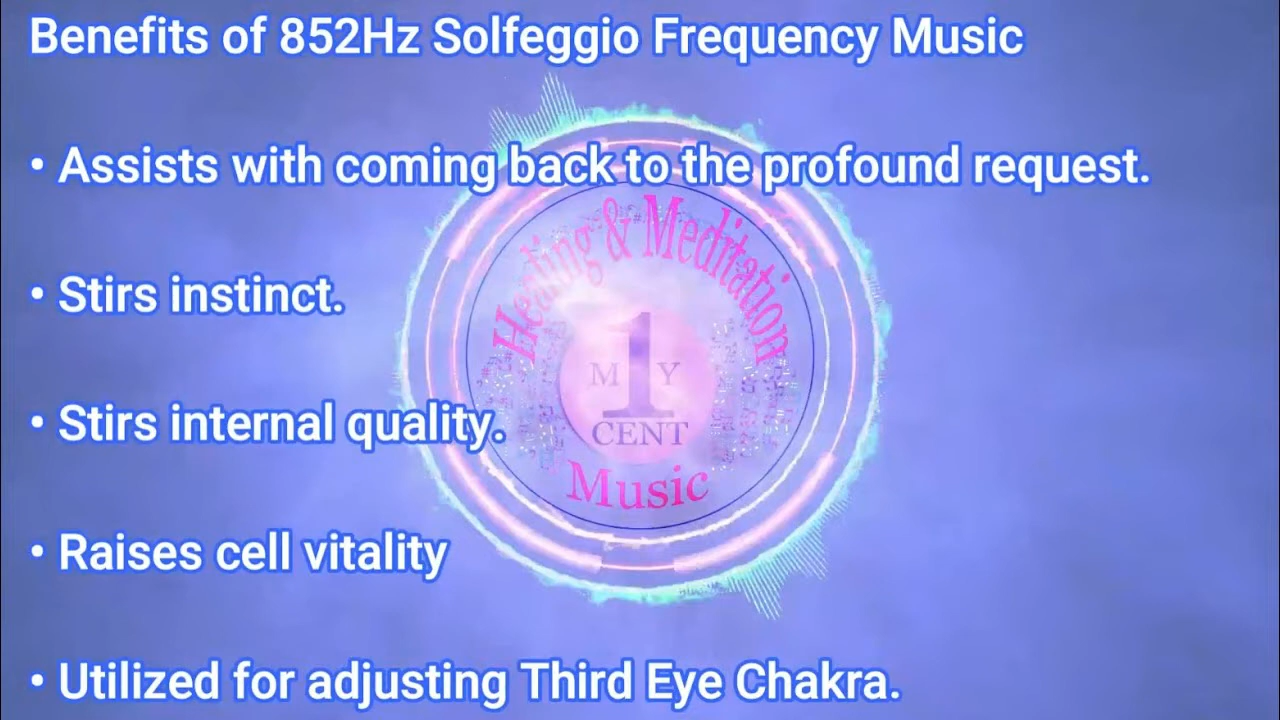 Benefits of 852Hz Solfeggio Frequency Music
• Assists with coming back to the profound request.
Healing & Meditation
• Stirs instinct.
1
M Y
CENT
• Stirs internal quality.
Music
• Raises cell vitality
• Utilized for adjusting Third Eye Chakra.